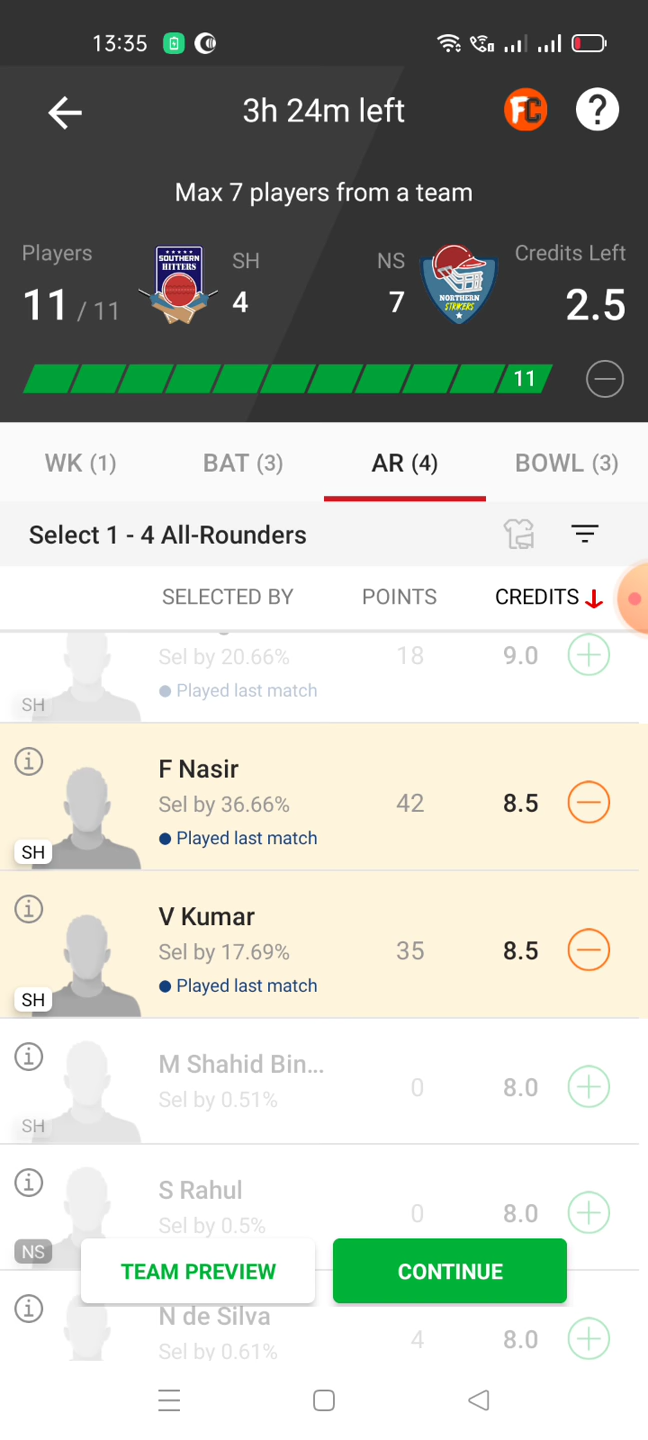 13:35
3h 24m left
FC
?
Max 7 players from a team
Players
SH
NS
Credits Left
11 / 11
SOUTHERN
HITTERS
4
7
NORTHERN
STRIKERS
2.5
11
WK (1)
BAT (3)
AR (4)
BOWL (3)
Select 1 - 4 All-Rounders
SELECTED BY
POINTS
CREDITS
Sel by 20.66%
18
9.0
Played last match
SH
F Nasir
Sel by 36.66%
42
8.5
Played last match
SH
V Kumar
Sel by 17.69%
35
8.5
Played last match
SH
M Shahid Bin...
Sel by 0.51%
0
8.0
SH
S Rahul
Sel by 0.5%
0
8.0
NS
TEAM PREVIEW
CONTINUE
N de Silva
Sel by 0.61%
4
8.0